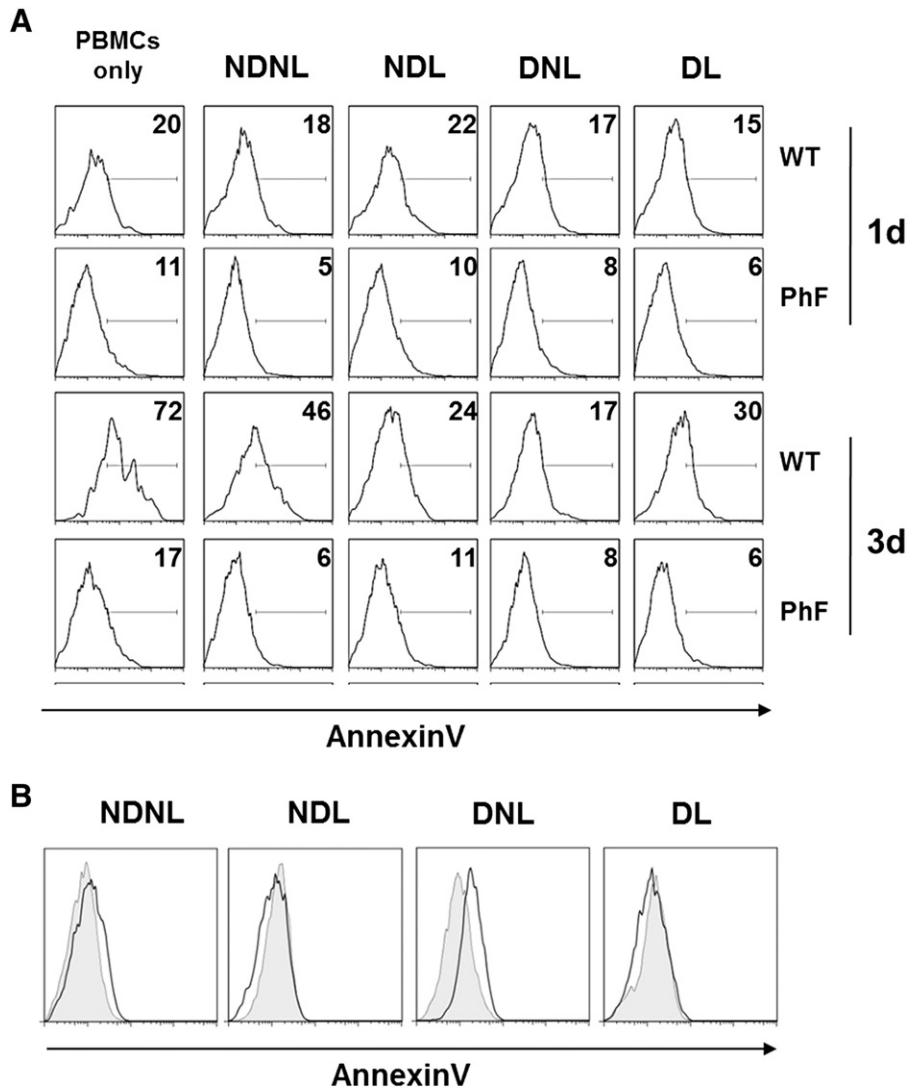 A
PBMCs
only
NDNL
NDL
DNL
DL
20
18
22
17
15
WT
1d
11
5
10
8
6
PhF
72
46
24
17
30
WT
3d
17
6
11
8
6
PhF
AnnexinV
B
NDNL
NDL
DNL
DL
AnnexinV